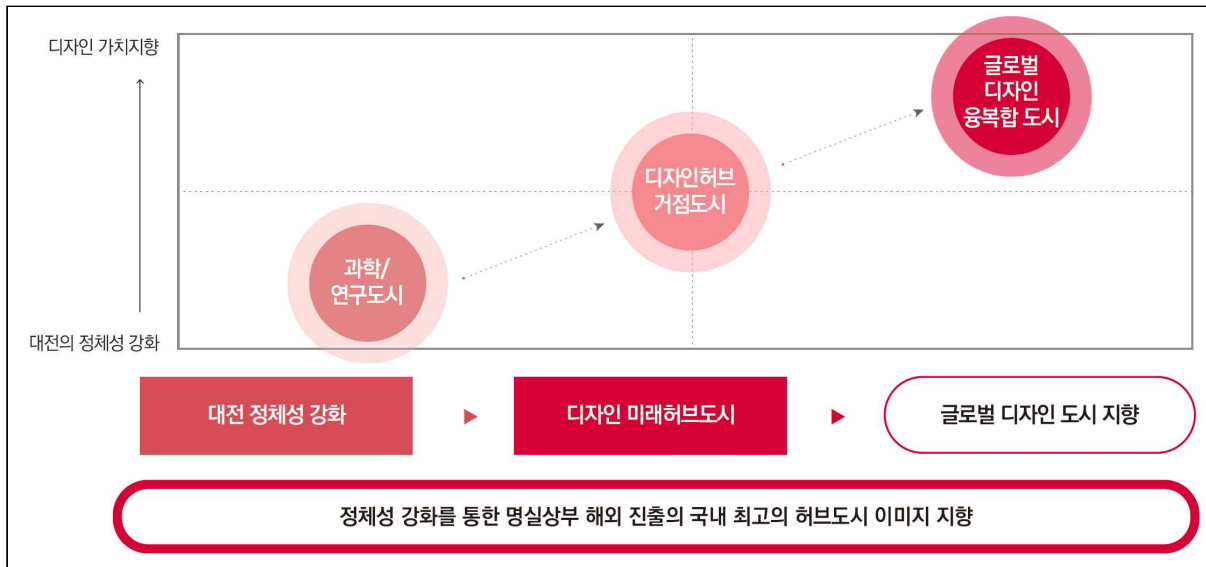 디자인 가치지향
글로벌
디자인
융복합 도시
디자인허브
거점도시
과학/
연구도시
대전의 정체성 강화
대전 정체성 강화
디자인 미래허브도시
글로벌 디자인 도시 지향
정체성 강화를 통한 명실상부 해외 진출의 국내 최고의 허브도시 이미지 지향